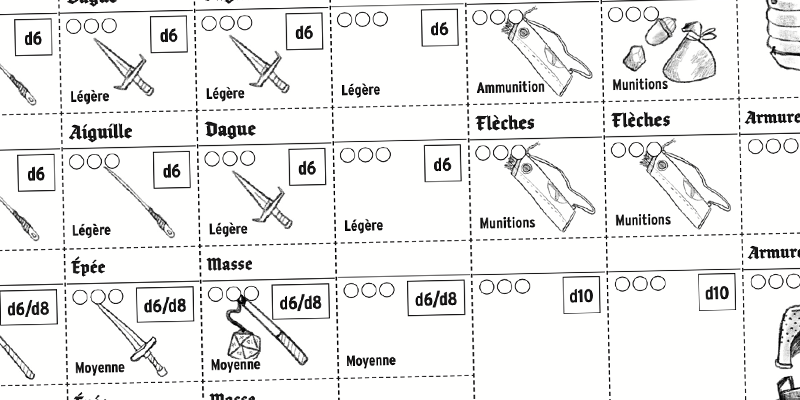 d6
d6
d6
d6
Légère
Légère
Légère
Ammunition
Munitions
Aiguille
Dague
Flèches
Flèches
Armure
d6
d6
d6
d6
Légère
Légère
Légère
Munitions
Munitions
Épée
Masse
Armure
d6/d8
d6/d8
d6/d8
d6/d8
d10
d10
Moyenne
Moyenne
Moyenne